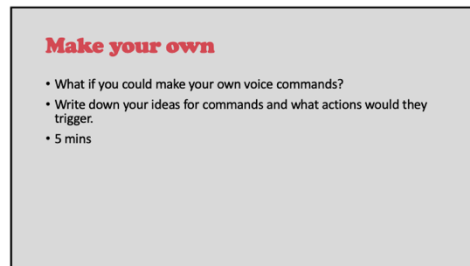 Make your own
• What if you could make your own voice commands?
• Write down your ideas for commands and what actions would they
trigger.
• 5 mins